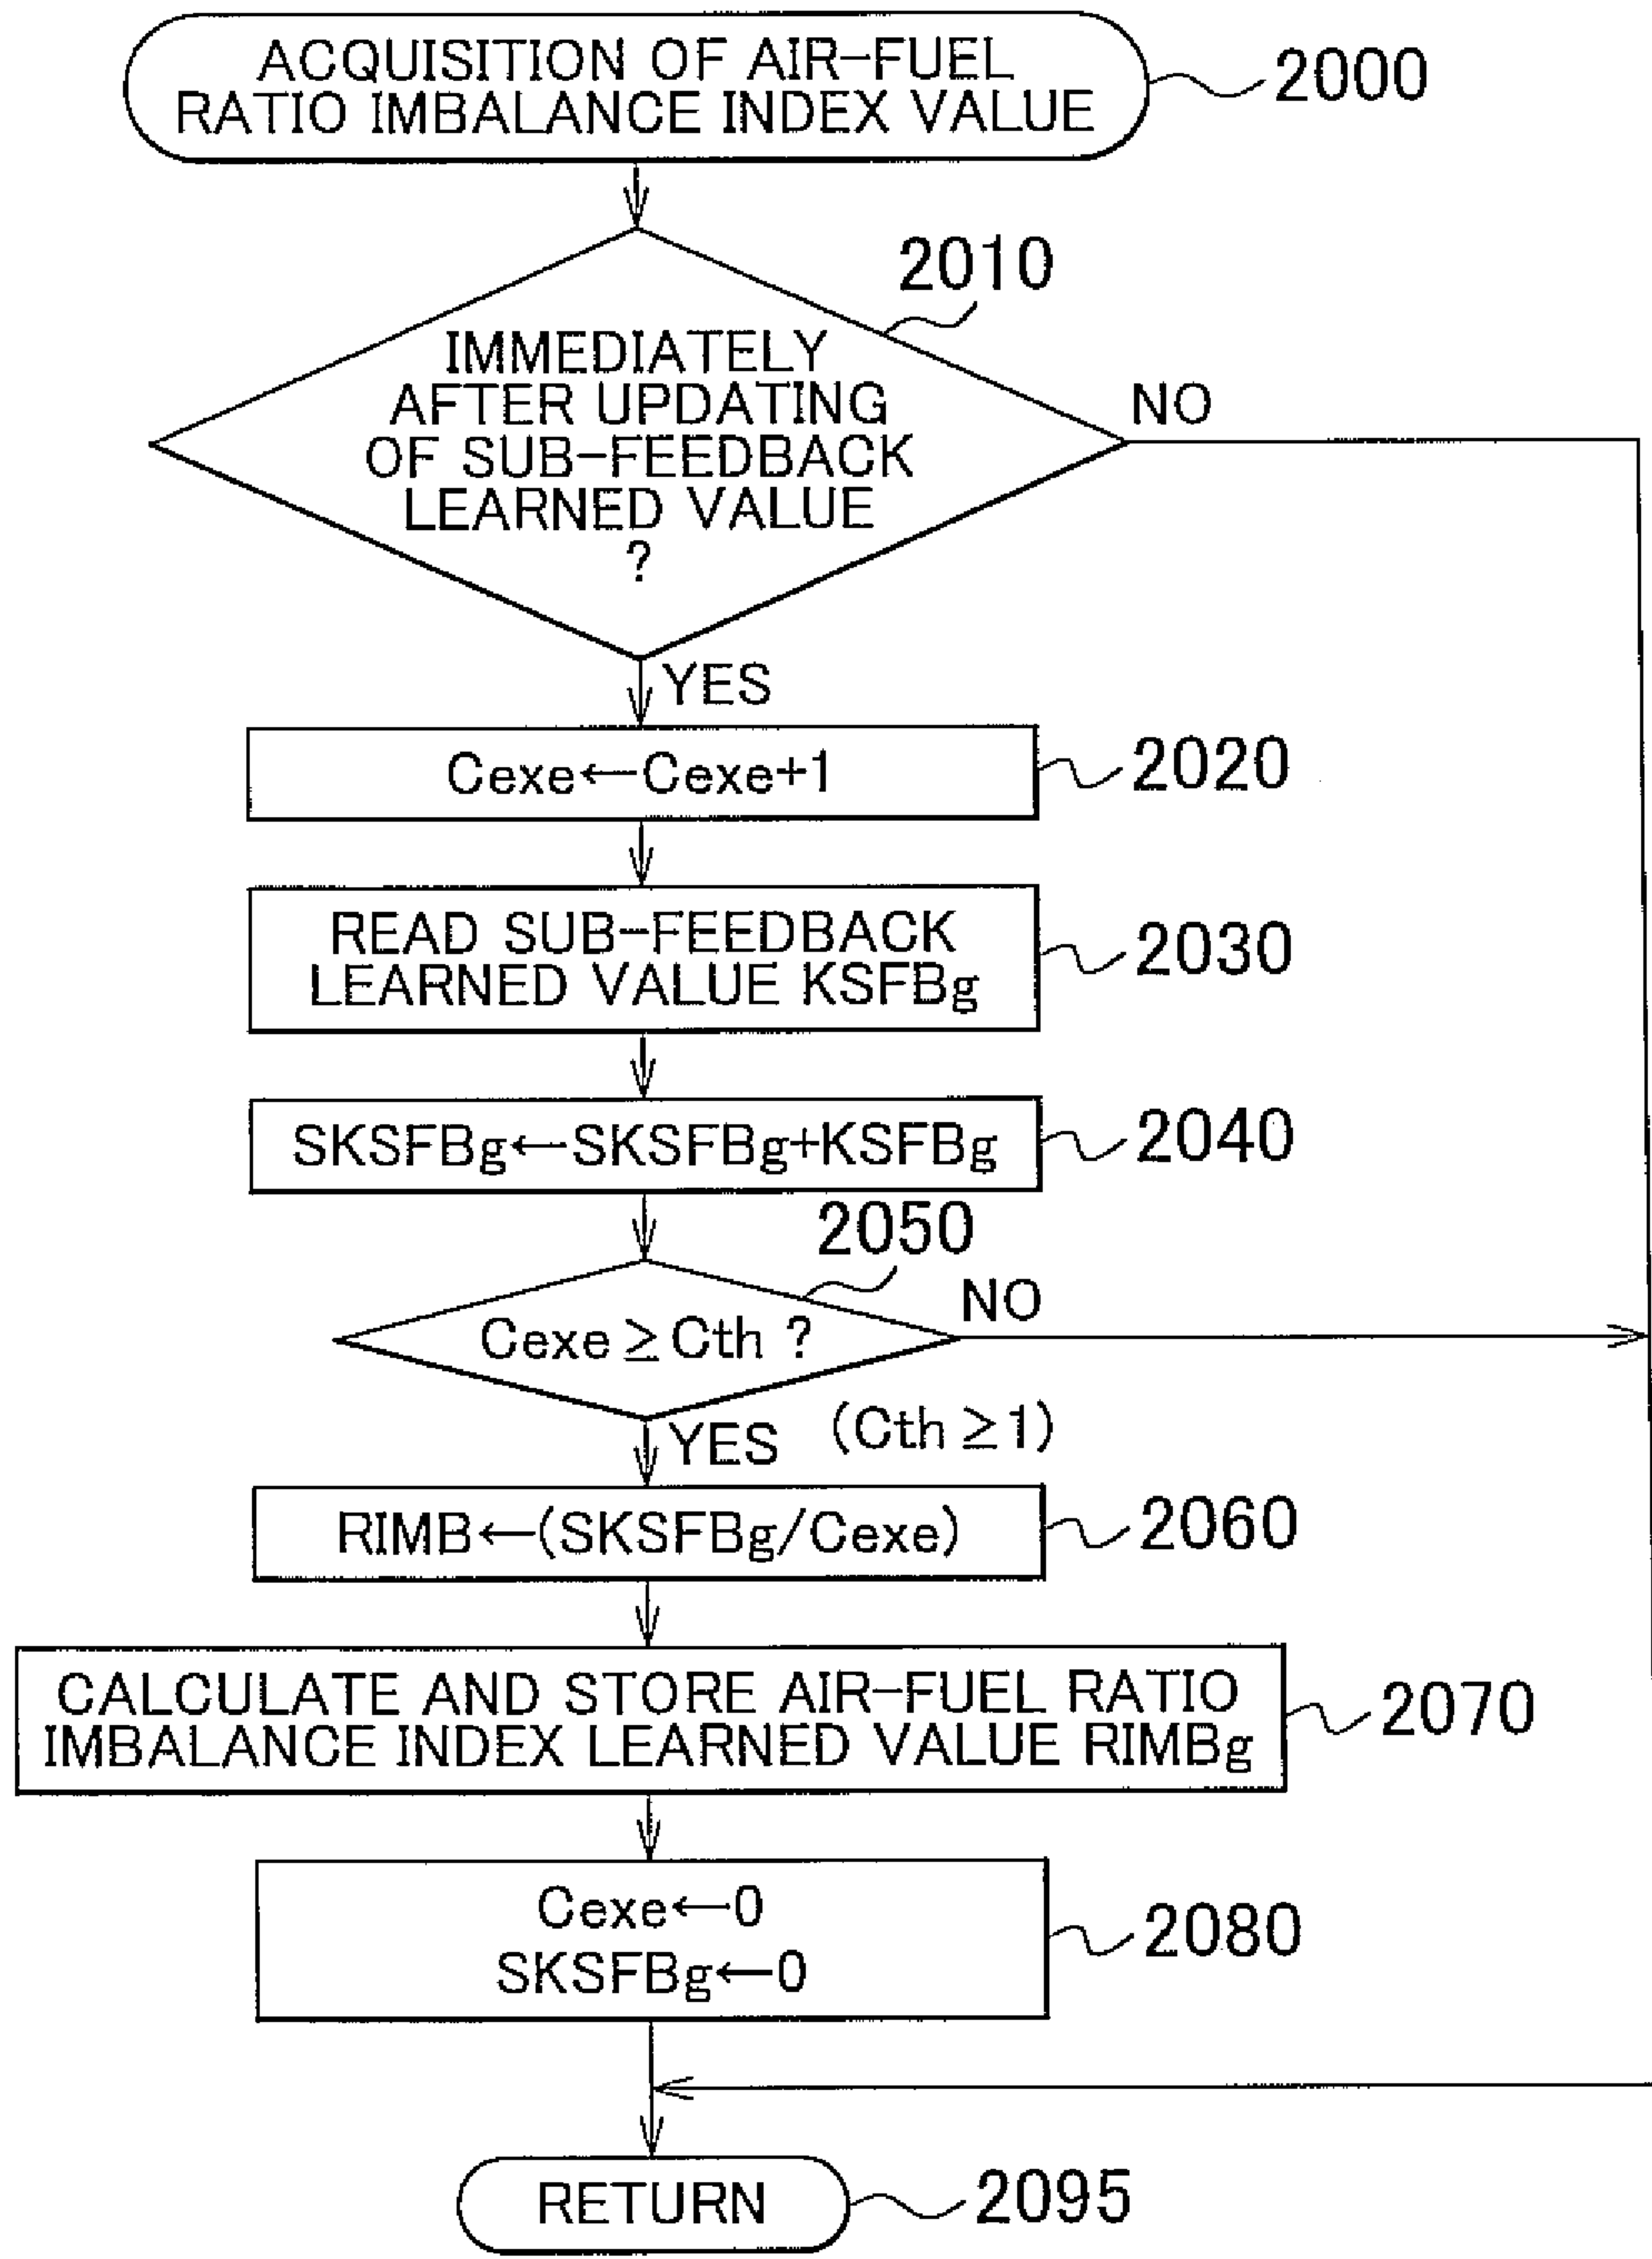 ACQUISITION OF AIR-FUEL
RATIO IMBALANCE INDEX VALUE
2000
2010
IMMEDIATELY
AFTER UPDATING
OF SUB-FEEDBACK
LEARNED VALUE
?
NO
YES
Cexe←Cexe+1
2020
READ SUB-FEEDBACK
LEARNED VALUE KSFBg
2030
SKSFBg←SKSFBg+KSFBg
2040
2050
Cexe≥Cth ?
NO
YES (Cth≥1)
RIMB←(SKSFBg/Cexe)
2060
CALCULATE AND STORE AIR-FUEL RATIO
IMBALANCE INDEX LEARNED VALUE RIMBg
2070
Cexe←0
SKSFBg←0
2080
RETURN
2095